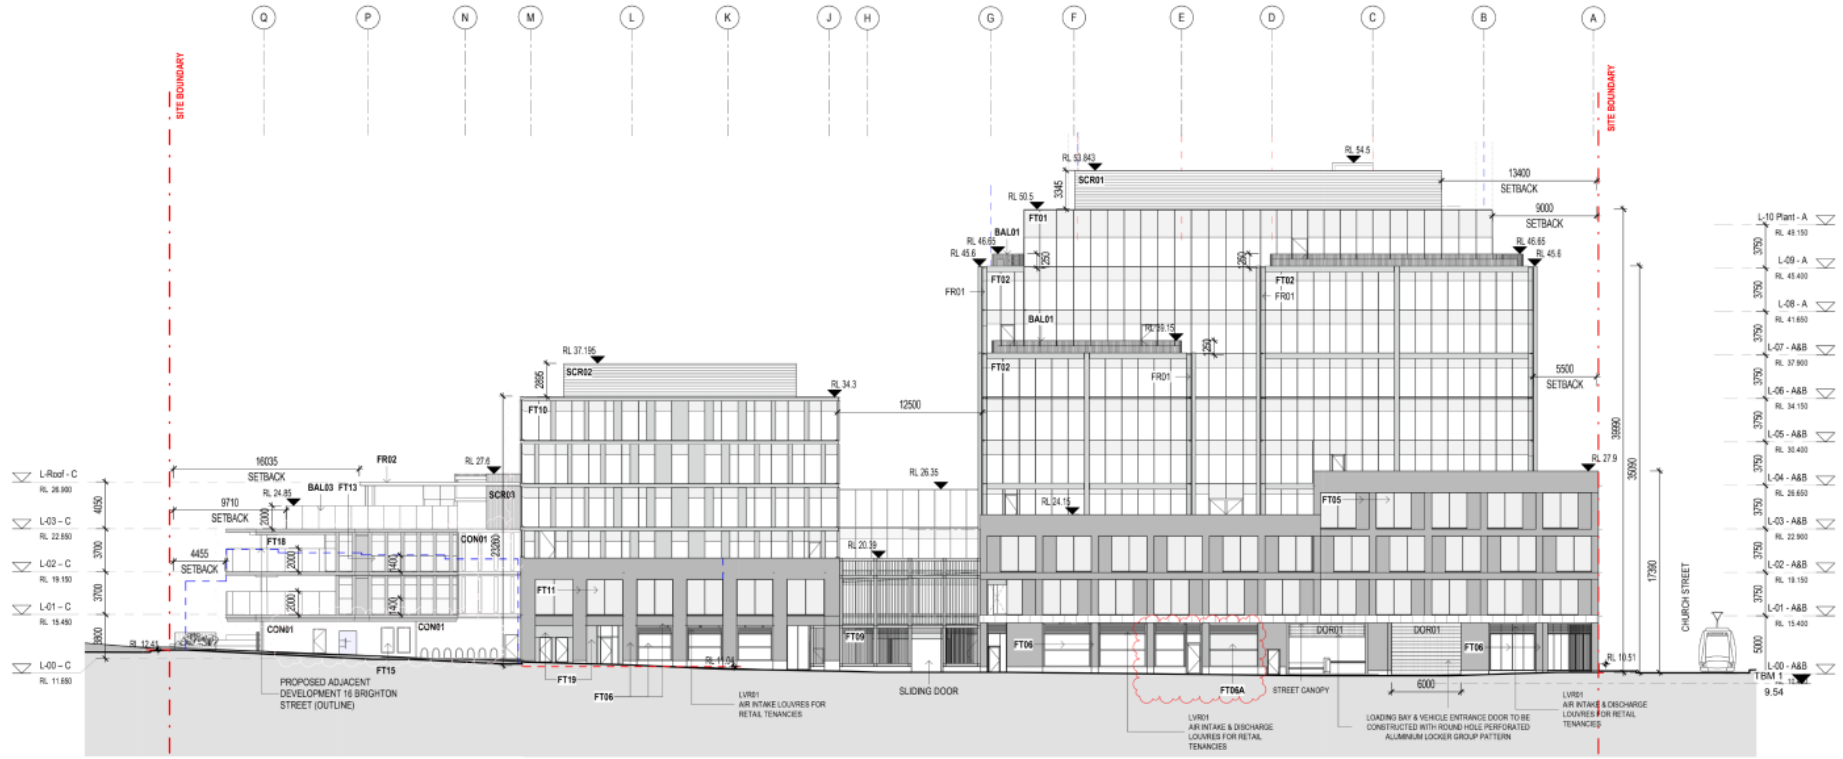 Q P N M L K J H G F E D C B A
SITE BOUNDARY
SITE BOUNDARY
RL 54.5
RL 53.843
SCR01
3345
13400
SETBACK
RL 50.5
FT01
9000
SETBACK
L-10 Plant - A
RL 49.150
BAL01
RL 46.65
RL 45.6
1250
1250
RL 46.65
RL 45.6
3750
L-09 - A
RL 45.400
FT02
FR01
FT02
FR01
3750
L-08 - A
RL 41.650
BAL01
RL 39.15
1250
3750
L-07 - A&B
RL 37.900
RL 37.195
SCR02
2895
FT02
FR01
5500
SETBACK
3750
L-06 - A&B
RL 34.150
RL 34.3
FT10
12500
39990
3750
L-05 - A&B
RL 30.400
16035
SETBACK
FR02
RL 27.6
RL 27.9
35090
3750
L-Roof - C
RL 26.900
BAL03
FT13
SCR03
RL 26.35
L-04 - A&B
RL 26.650
4050
9710
SETBACK
RL 24.85
2000
RL 24.15
FT05
3750
L-03 - C
RL 22.850
FT18
CON01
23260
L-03 - A&B
RL 22.900
3700
4455
SETBACK
2000
1400
RL 20.39
17390
3750
L-02 - C
RL 19.150
L-02 - A&B
RL 19.150
3700
2000
1400
FT11
3750
CHURCH STREET
L-01 - C
RL 15.450
L-01 - A&B
RL 15.400
3800
RL 12.41
CON01
CON01
FT09
FT06
DOR01
DOR01
FT06
5000
RL 10.51
L-00 - C
RL 11.650
FT15
FT19
FT06
RL 11.04
SLIDING DOOR
FT06A
STREET CANOPY
6000
L-00 - A&B
TBM 1
9.54
PROPOSED ADJACENT
DEVELOPMENT 16 BRIGHTON
STREET (OUTLINE)
LVR01
AIR INTAKE LOUVRES FOR
RETAIL TENANCIES
LVR01
AIR INTAKE & DISCHARGE
LOUVRES FOR RETAIL
TENANCIES
LOADING BAY & VEHICLE ENTRANCE DOOR TO BE
CONSTRUCTED WITH ROUND HOLE PERFORATED
ALUMINIUM LOCKER GROUP PATTERN
LVR01
AIR INTAKE & DISCHARGE
LOUVRES FOR RETAIL
TENANCIES